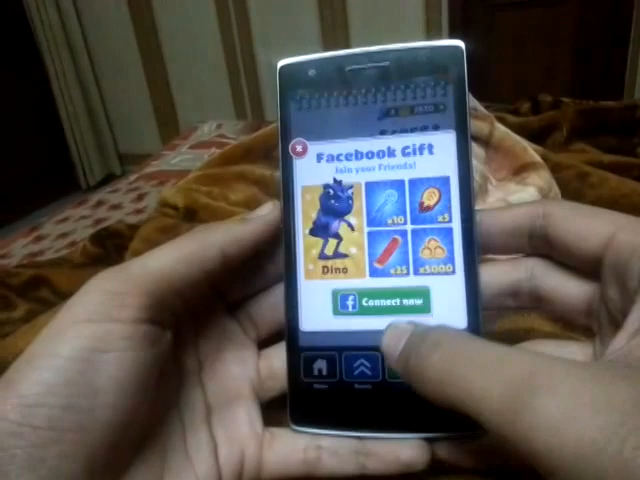 Facebook Gift
Join your Friends!
x10
x5
Dino
x25
x5000
f Connect now